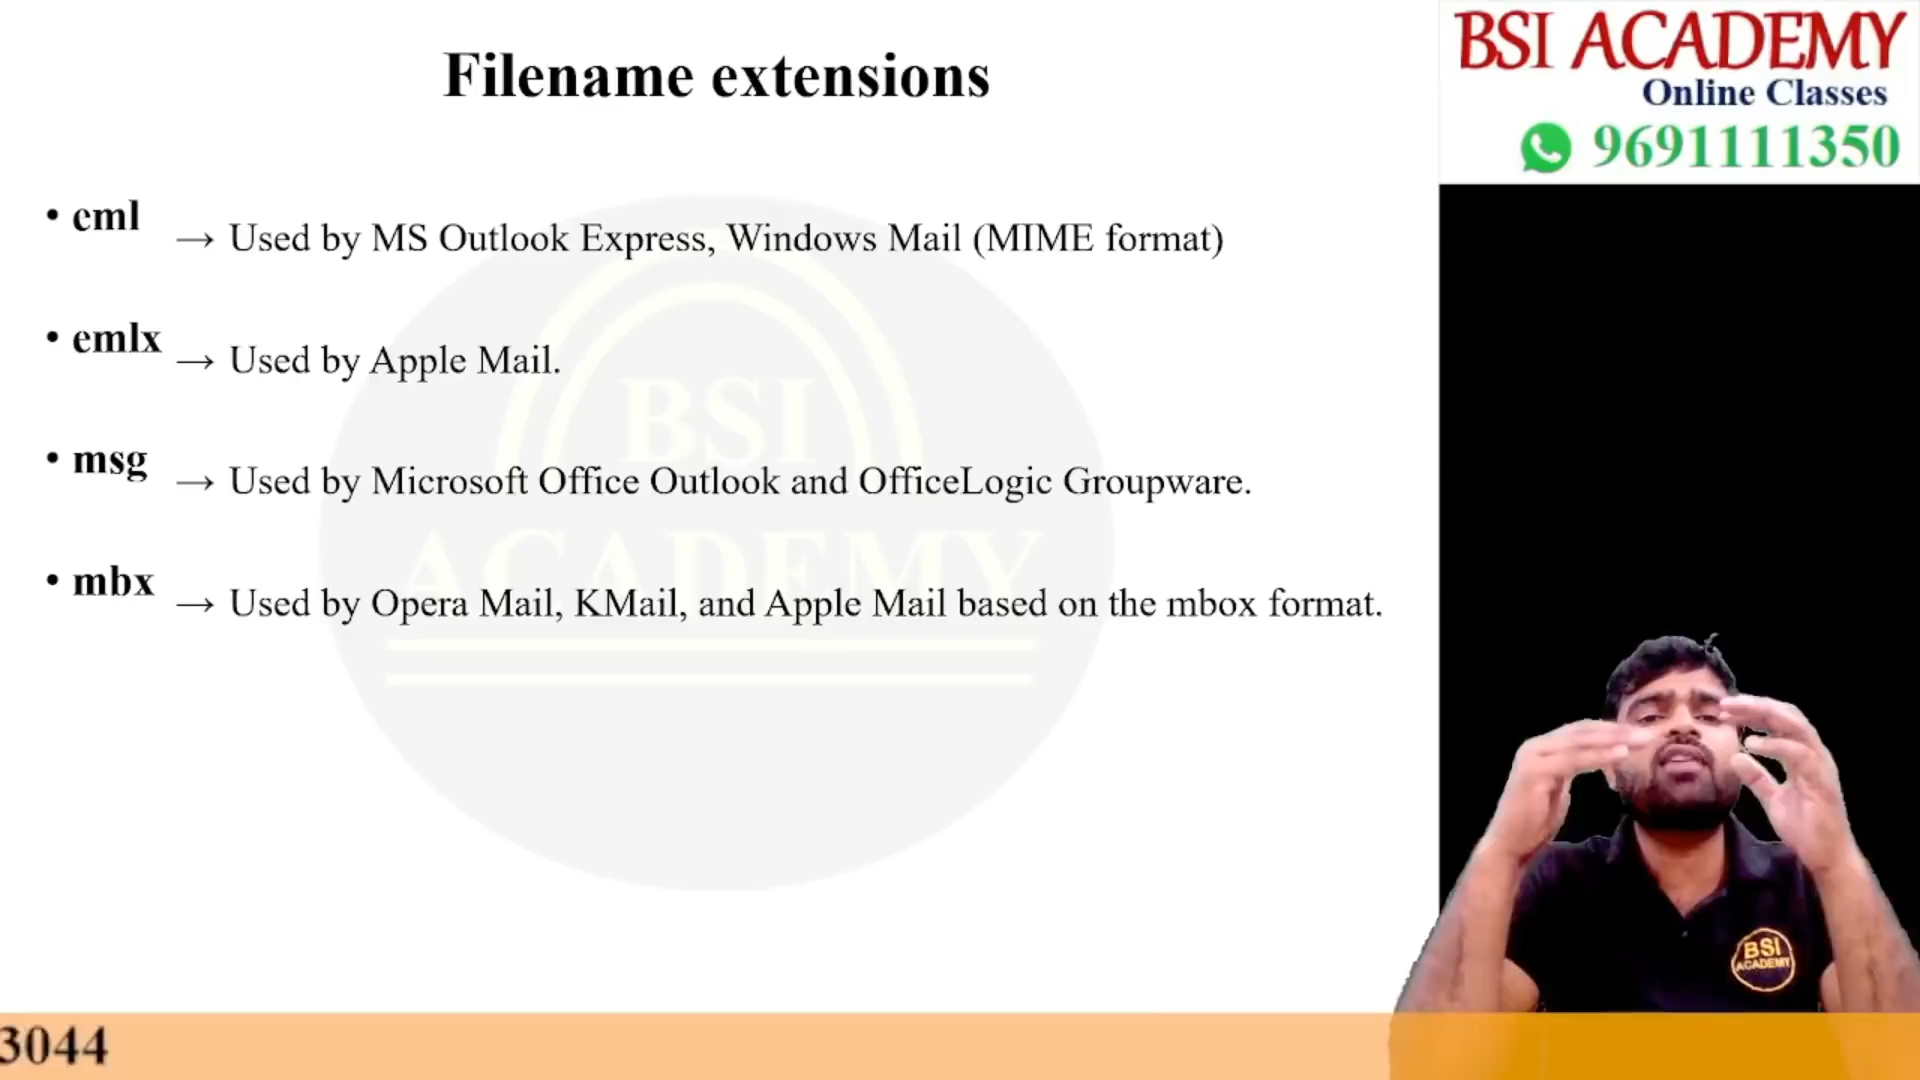 Filename extensions
BSI ACADEMY
Online Classes
9691111350
• eml
→ Used by MS Outlook Express, Windows Mail (MIME format)
• emlx
→ Used by Apple Mail.
• msg
→ Used by Microsoft Office Outlook and OfficeLogic Groupware.
• mbx
→ Used by Opera Mail, KMail, and Apple Mail based on the mbox format.
BSI
ACADEMY
BSI
ACADEMY
3044